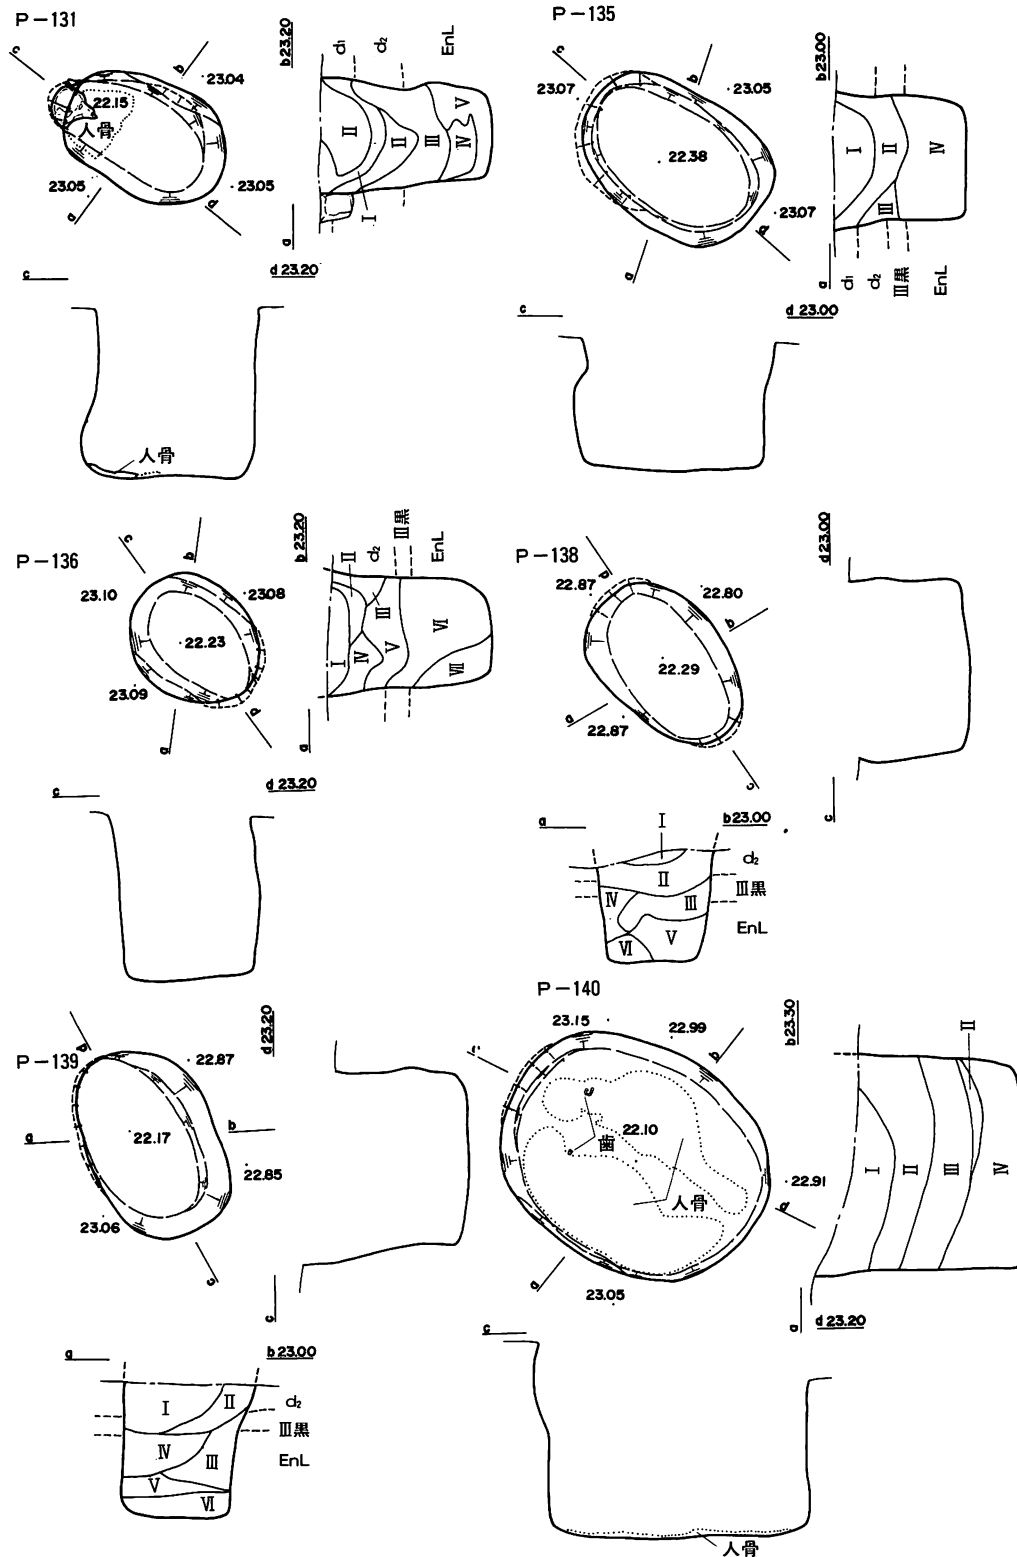 P-131
c
b
23.04
22.15
人骨
23.05
23.05
a
d
b 23.20
d1
d2
EnL
Ⅱ
Ⅱ
Ⅲ
Ⅴ
Ⅳ
Ⅰ
a
c
d 23.20
人骨
P-135
c
b
23.07
23.05
22.38
23.07
a
d
b 23.00
Ⅰ
Ⅱ
Ⅲ
Ⅳ
a
d1
d2
Ⅲ黒
EnL
c
d 23.00
P-136
c
b
23.10
23.08
22.23
23.09
a
d
b 23.20
Ⅱ
d2
Ⅲ黒
EnL
Ⅲ
Ⅰ
Ⅳ
Ⅴ
Ⅵ
Ⅶ
a
c
d 23.20
P-138
d
22.87
22.80
b
22.29
a
22.87
c
d 23.00
c
a
b 23.00
Ⅰ
d2
Ⅱ
Ⅲ黒
Ⅳ
Ⅲ
EnL
Ⅴ
Ⅵ
P-139
d
22.87
a
22.17
b
22.85
23.06
c
d 23.20
c
a
b 23.00
Ⅰ
Ⅱ
d2
Ⅲ黒
Ⅳ
Ⅲ
EnL
Ⅴ
Ⅵ
P-140
23.15
22.99
b
22.10
歯
人骨
22.91
d
a
23.05
b 23.30
Ⅱ
Ⅰ
Ⅱ
Ⅲ
Ⅳ
a
c
d 23.20
人骨